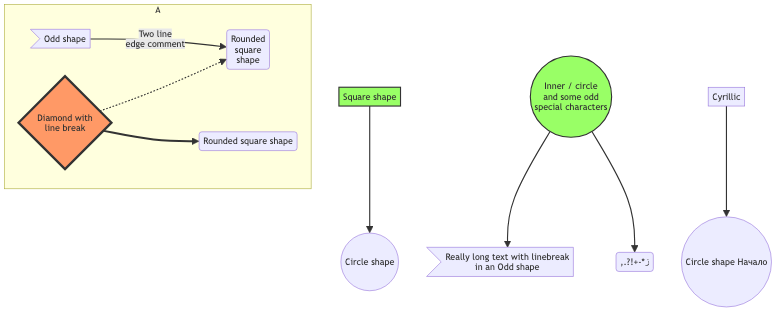 A
Odd shape
Two line
edge comment
Rounded
square
shape
Diamond with
line break
Rounded square shape
Square shape
Circle shape
Inner / circle
and some odd
special characters
Really long text with linebreak
in an Odd shape
,.?!+-*ز
Cyrillic
Circle shape Начало